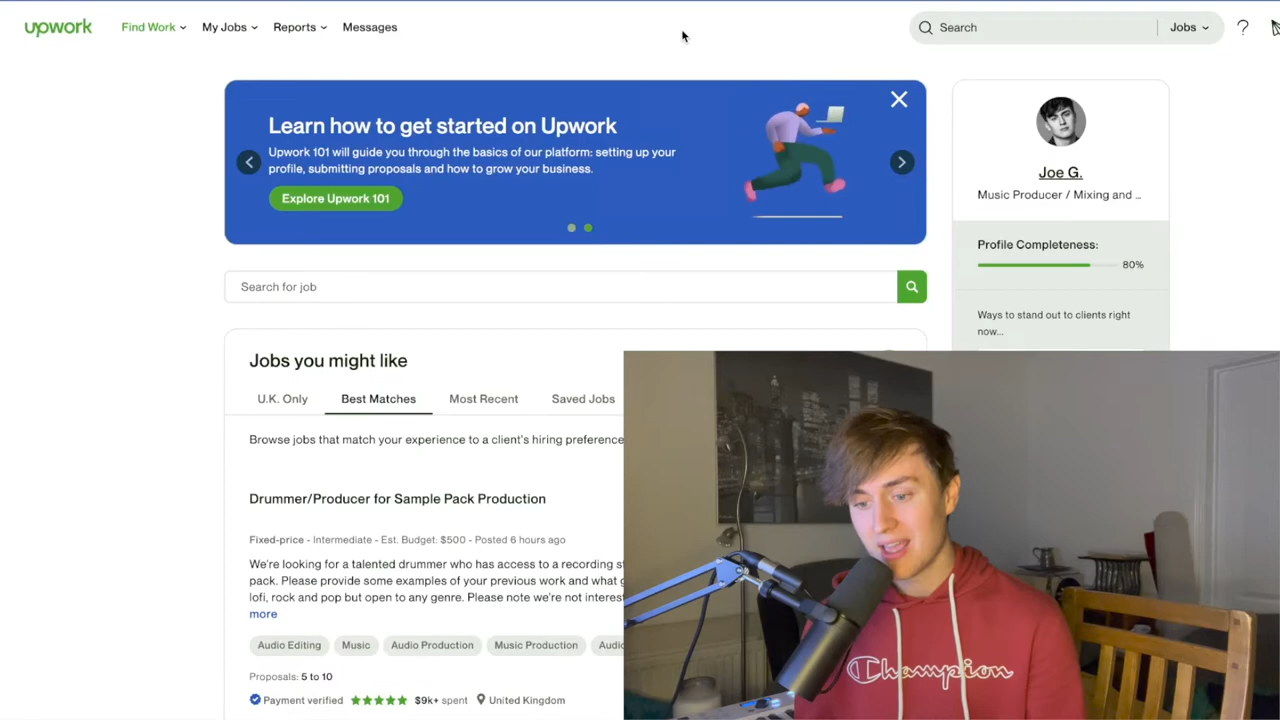 upwork
Find Work
My Jobs
Reports
Messages
Search
Jobs
?
Learn how to get started on Upwork
Upwork 101 will guide you through the basics of our platform: setting up your
profile, submitting proposals and how to grow your business.
Explore Upwork 101
Joe G.
Music Producer / Mixing and ...
Profile Completeness:
80%
Ways to stand out to clients right
now...
Search for job
Jobs you might like
U.K. Only
Best Matches
Most Recent
Saved Jobs
Browse jobs that match your experience to a client's hiring preference
Drummer/Producer for Sample Pack Production
Fixed-price - Intermediate - Est. Budget: $500 - Posted 6 hours ago
We're looking for a talented drummer who has access to a recording
pack. Please provide some examples of your previous work and what
lofi, rock and pop but open to any genre. Please note we're not
more
Audio Editing
Music
Audio Production
Music Production
Proposals: 5 to 10
Payment verified
$9k+ spent
United Kingdom
Champion